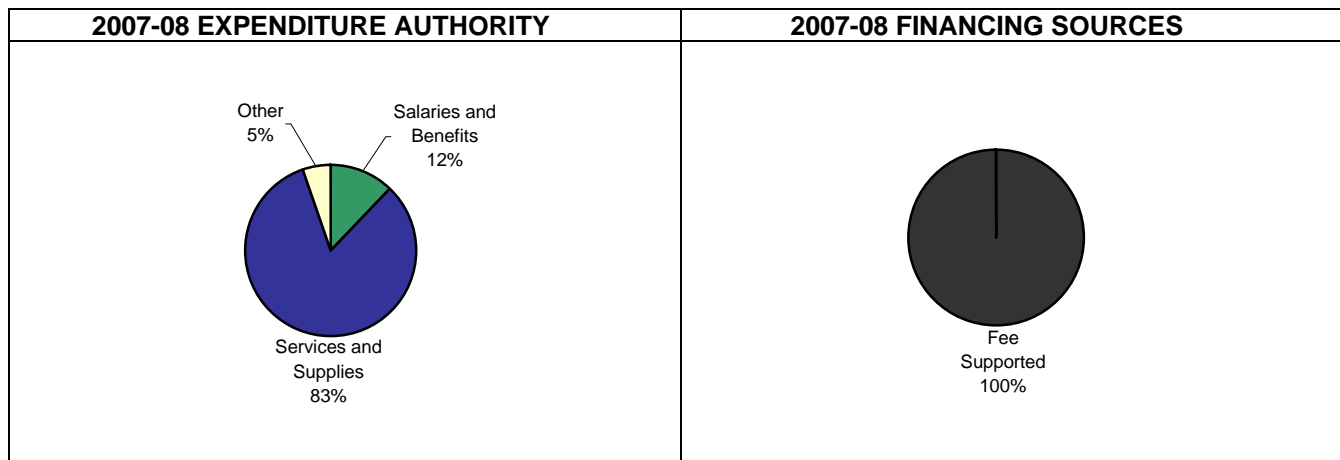 2007-08 EXPENDITURE AUTHORITY
Other
5%
Salaries and
Benefits
12%
Services and
Supplies
83%
2007-08 FINANCING SOURCES
Fee
Supported
100%